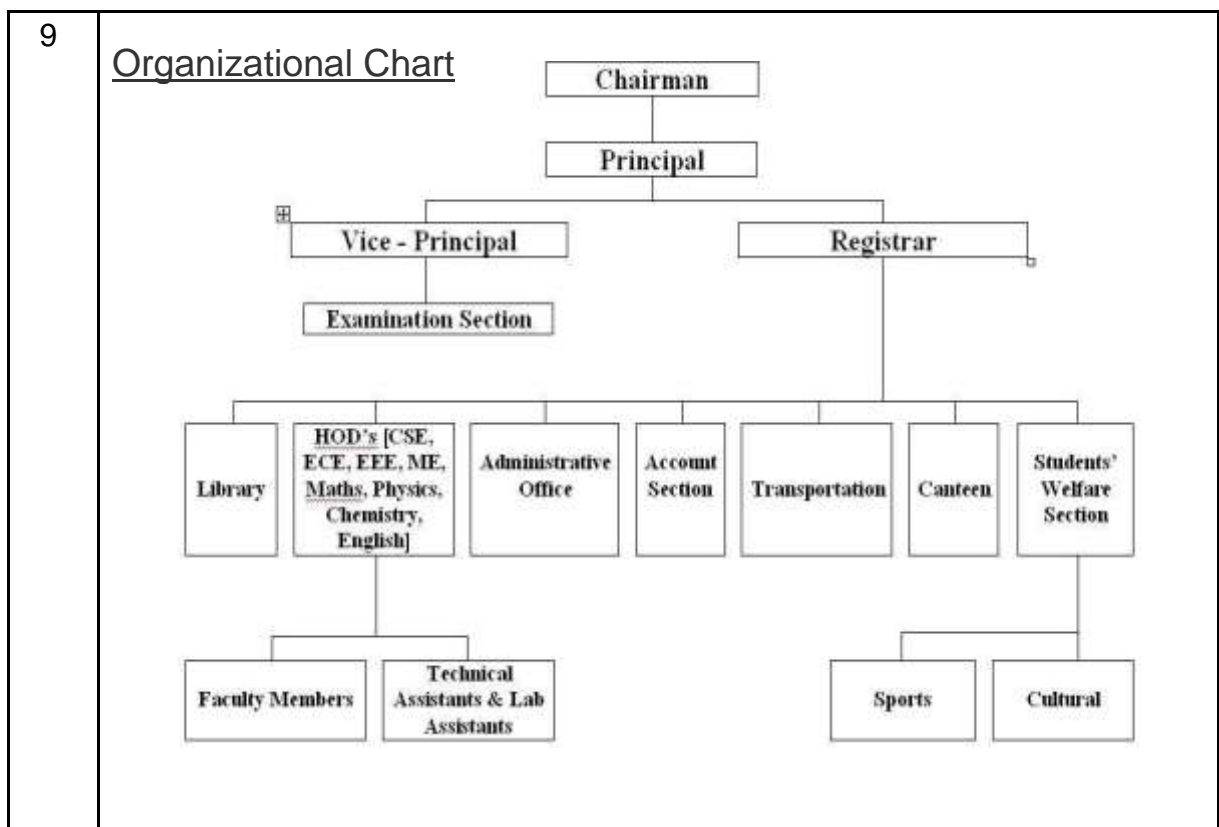 9
Organizational Chart
Chairman
Principal
Vice - Principal
Registrar
Examination Section
Library
HOD's [CSE,
ECE, EEE, ME,
Maths, Physics,
Chemistry,
English]
Administrative
Office
Account
Section
Transportation
Canteen
Students'
Welfare
Section
Faculty Members
Technical
Assistants & Lab
Assistants
Sports
Cultural